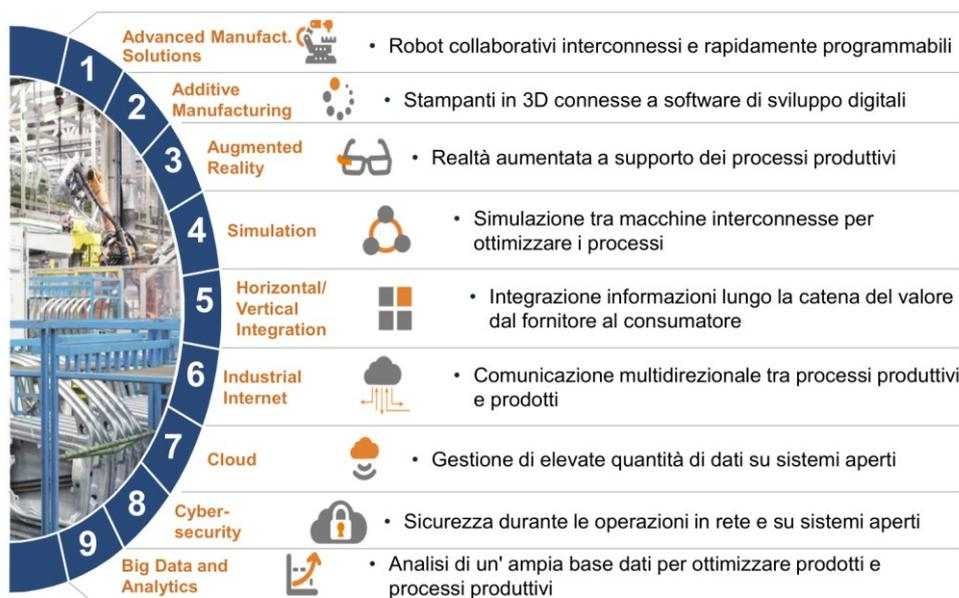 1
Advanced Manufact.
Solutions
• Robot collaborativi interconnessi e rapidamente programmabili
2
Additive
Manufacturing
• Stampanti in 3D connesse a software di sviluppo digitali
3
Augmented
Reality
• Realtà aumentata a supporto dei processi produttivi
4
Simulation
• Simulazione tra macchine interconnesse per
ottimizzare i processi
5
Horizontal/
Vertical
Integration
• Integrazione informazioni lungo la catena del valore
dal fornitore al consumatore
6
Industrial
Internet
• Comunicazione multidirezionale tra processi produttivi
e prodotti
7
Cloud
• Gestione di elevate quantità di dati su sistemi aperti
8
Cyber-
security
• Sicurezza durante le operazioni in rete e su sistemi aperti
9
Big Data and
Analytics
• Analisi di un' ampia base dati per ottimizzare prodotti e
processi produttivi